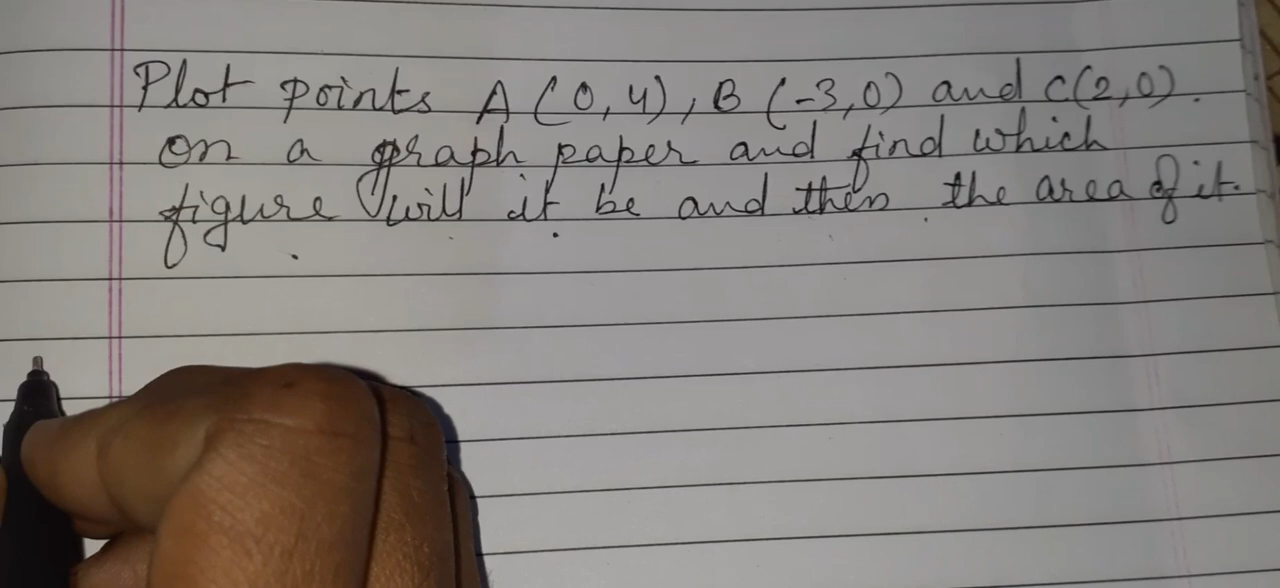 Plot points A (0,4), B (-3,0) and C(2,0).
on a graph paper and find which
figure will it be and then the area of it.